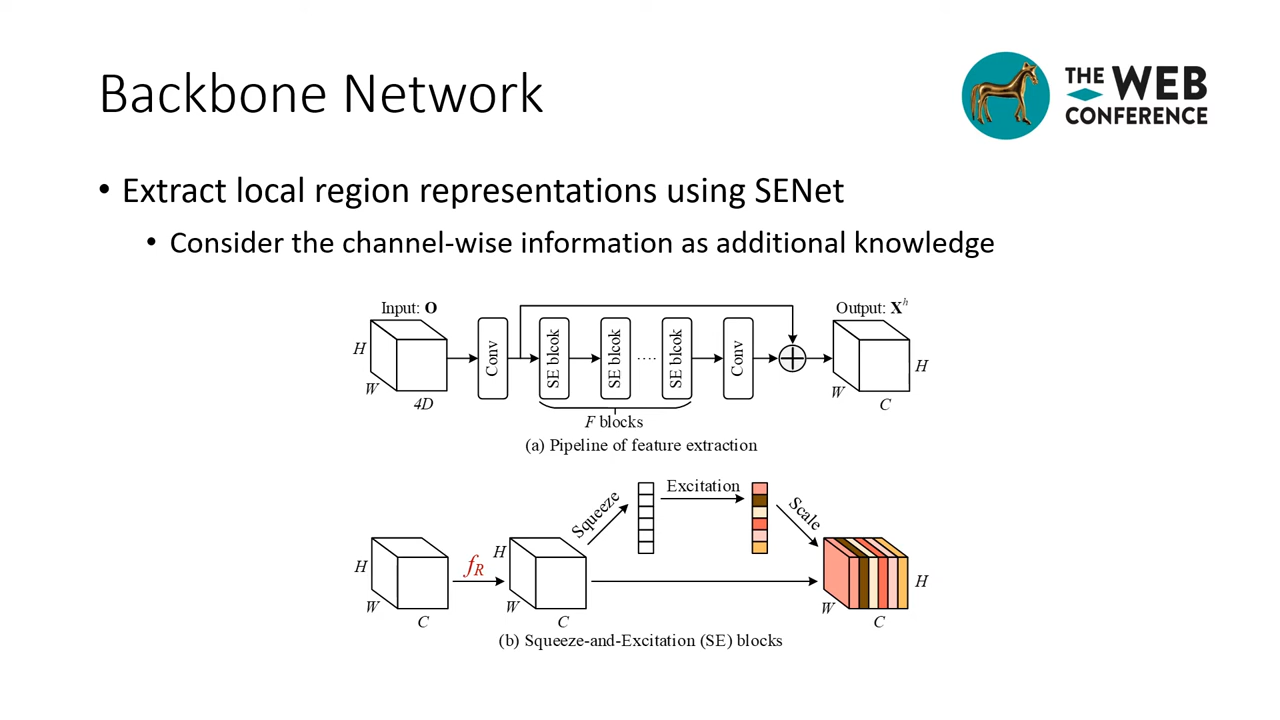 Backbone Network
THE WEB
CONFERENCE
• Extract local region representations using SENet
• Consider the channel-wise information as additional knowledge
Input: O
Output: Xʰ
H
W
4D
Conv
SE blcok
SE blcok
....
SE blcok
Conv
H
W
C
F blocks
(a) Pipeline of feature extraction
Squeeze
Excitation
Scale
H
W
C
fR
H
W
C
H
W
C
(b) Squeeze-and-Excitation (SE) blocks